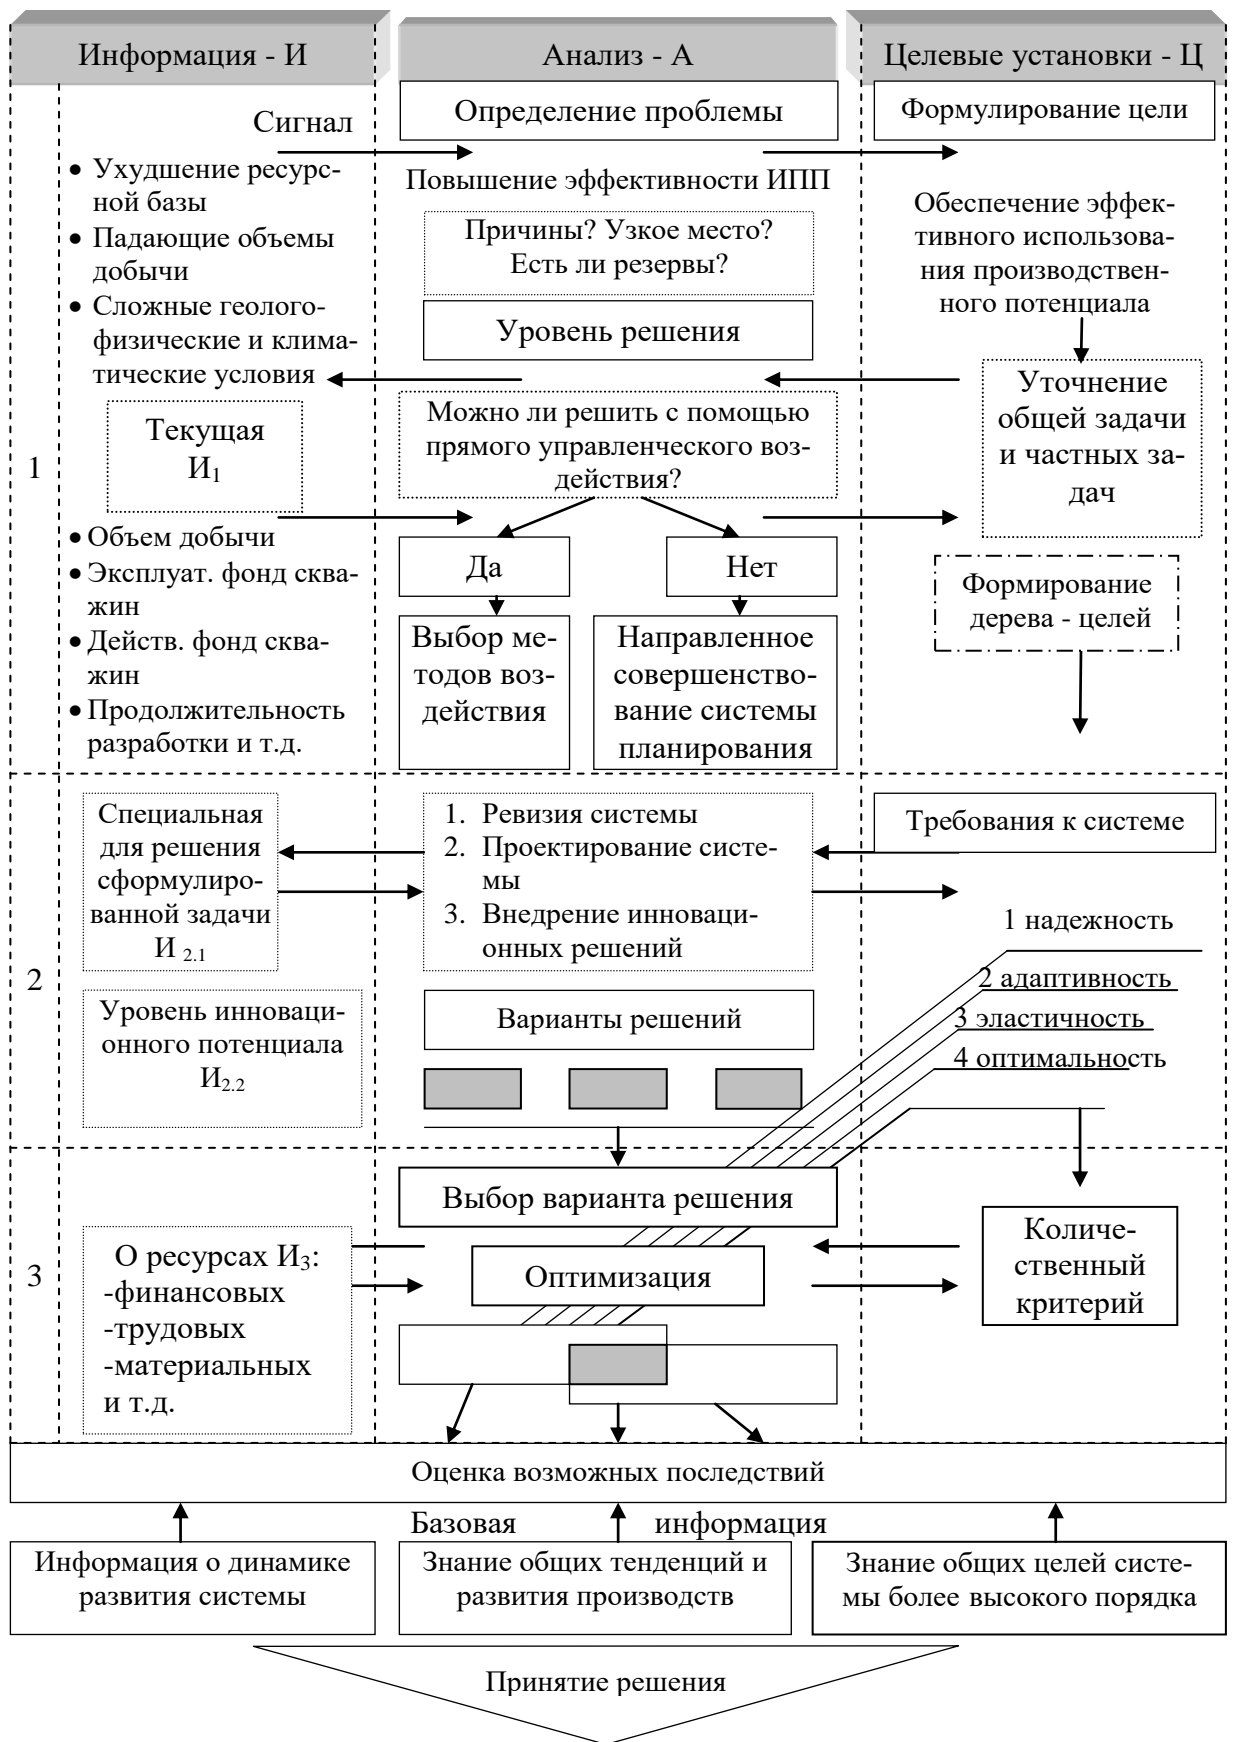 Информация - И
Анализ - А
Целевые установки - Ц
Сигнал
Определение проблемы
Формулирование цели
• Ухудшение ресурс-
ной базы
• Падающие объемы
добычи
• Сложные геолого-
физические и клима-
тические условия
Повышение эффективности ИПП
Причины? Узкое место?
Есть ли резервы?
Уровень решения
Обеспечение эффек-
тивного использова-
ния производствен-
ного потенциала
1
Текущая
И1
Можно ли решить с помощью
прямого управленческого воз-
действия?
Уточнение
общей задачи
и частных за-
дач
• Объем добычи
• Эксплуат. фонд сква-
жин
• Действ. фонд сква-
жин
• Продолжительность
разработки и т.д.
Да
Нет
Выбор ме-
тодов воз-
действия
Направленное
совершенство-
вание системы
планирования
Формирование
дерева - целей
2
Специальная
для решения
сформулиро-
ванной задачи
И 2.1
Уровень инноваци-
онного потенциала
И2.2
1. Ревизия системы
2. Проектирование систе-
мы
3. Внедрение инноваци-
онных решений
Варианты решений
Требования к системе
1 надежность
2 адаптивность
3 эластичность
4 оптимальность
3
О ресурсах И3:
-финансовых
-трудовых
-материальных
и т.д.
Выбор варианта решения
Оптимизация
Количе-
ственный
критерий
Оценка возможных последствий
Базовая информация
Информация о динамике
развития системы
Знание общих тенденций и
развития производств
Знание общих целей систе-
мы более высокого порядка
Принятие решения